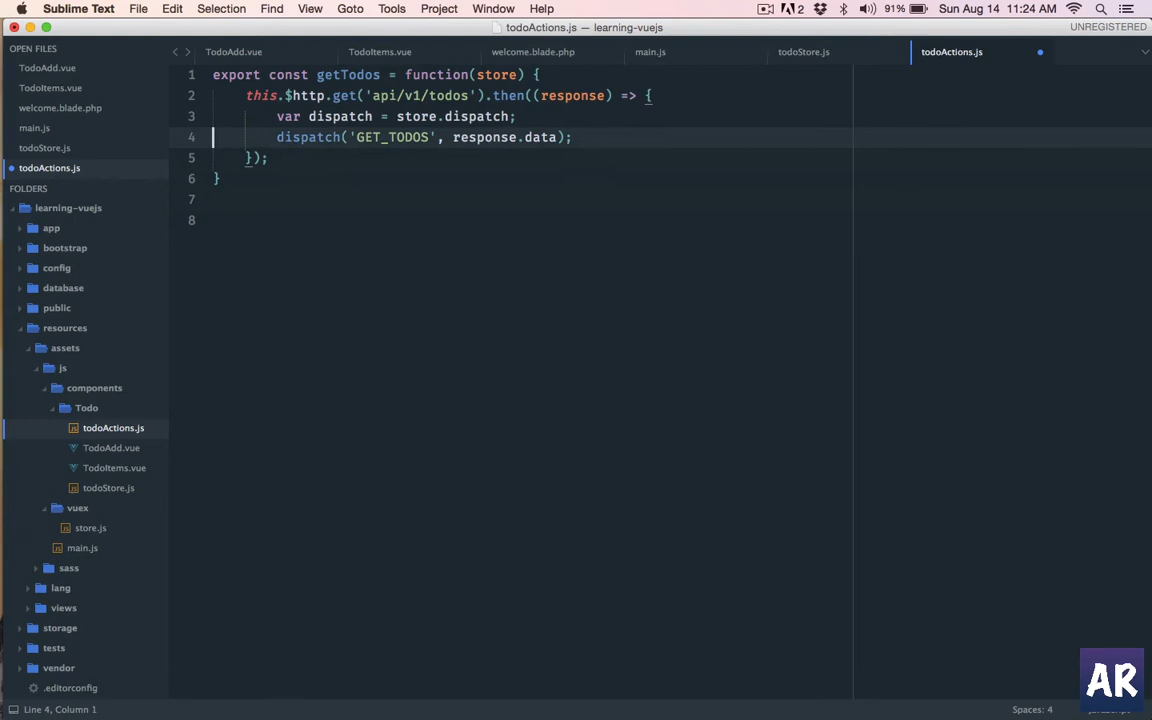 Sublime Text File Edit Selection Find View Goto Tools Project Window Help 2 91% Sun Aug 14 11:24 AM
todoActions.js — learning-vuejs UNREGISTERED
OPEN FILES
TodoAdd.vue
TodoItems.vue
welcome.blade.php
main.js
todoStore.js
todoActions.js
FOLDERS
learning-vuejs
app
bootstrap
config
database
public
resources
assets
js
components
Todo
JS todoActions.js
TodoAdd.vue
TodoItems.vue
JS todoStore.js
vuex
JS store.js
JS main.js
sass
lang
views
storage
tests
vendor
.editorconfig
TodoAdd.vue TodoItems.vue welcome.blade.php main.js todoStore.js todoActions.js
1 export const getTodos = function(store) {
2 this.$http.get('api/v1/todos').then((response) => {
3 var dispatch = store.dispatch;
4 dispatch('GET_TODOS', response.data);
5 });
6 }
7
8
AR
Line 4, Column 1 Spaces: 4